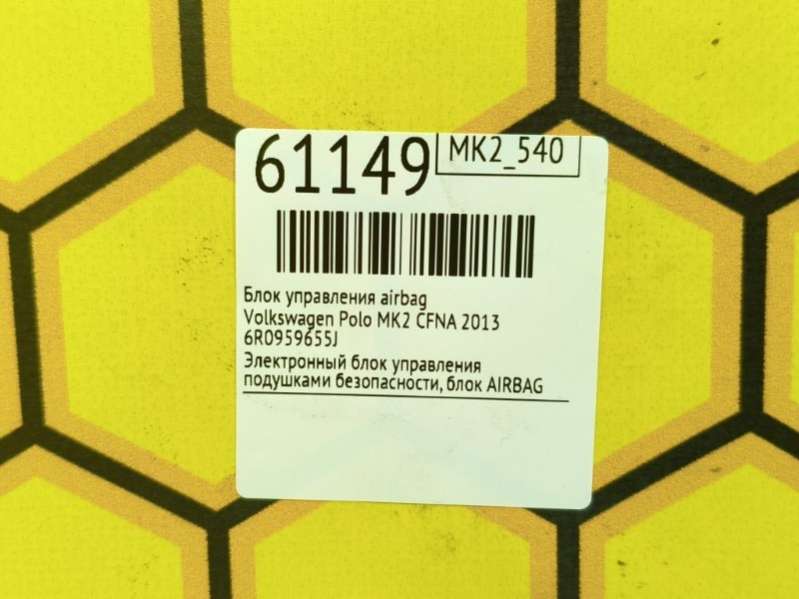 61149
MK2_540
Блок управления airbag
Volkswagen Polo MK2 CFNA 2013
6R0959655J
Электронный блок управления
подушками безопасности, блок AIRBAG